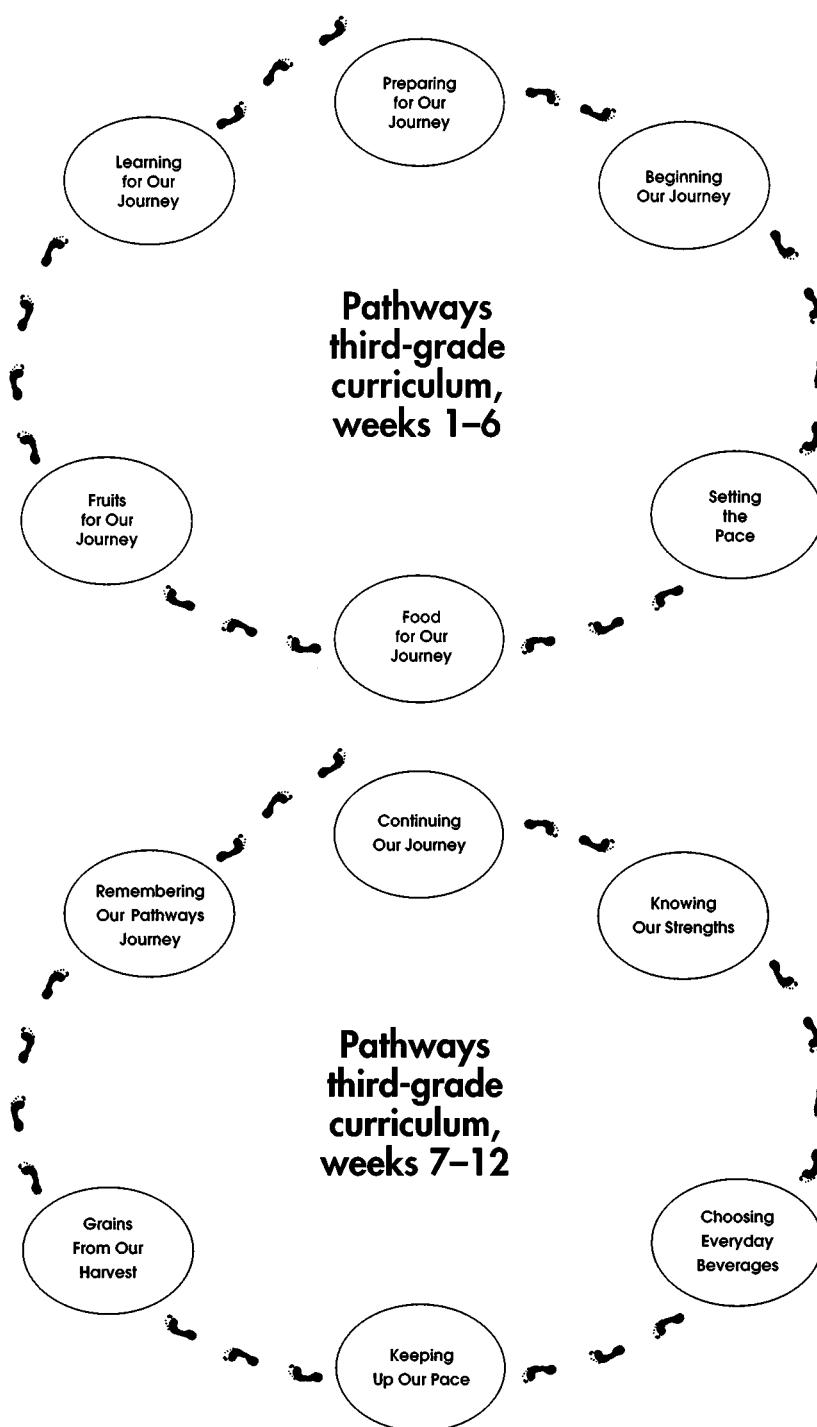 Preparing
for Our
Journey
Beginning
Our Journey
Setting
the
Pace
Food
for Our
Journey
Fruits
for Our
Journey
Learning
for Our
Journey
Pathways
third-grade
curriculum,
weeks 1–6
Continuing
Our Journey
Knowing
Our Strengths
Choosing
Everyday
Beverages
Keeping
Up Our Pace
Grains
From Our
Harvest
Remembering
Our Pathways
Journey
Pathways
third-grade
curriculum,
weeks 7–12